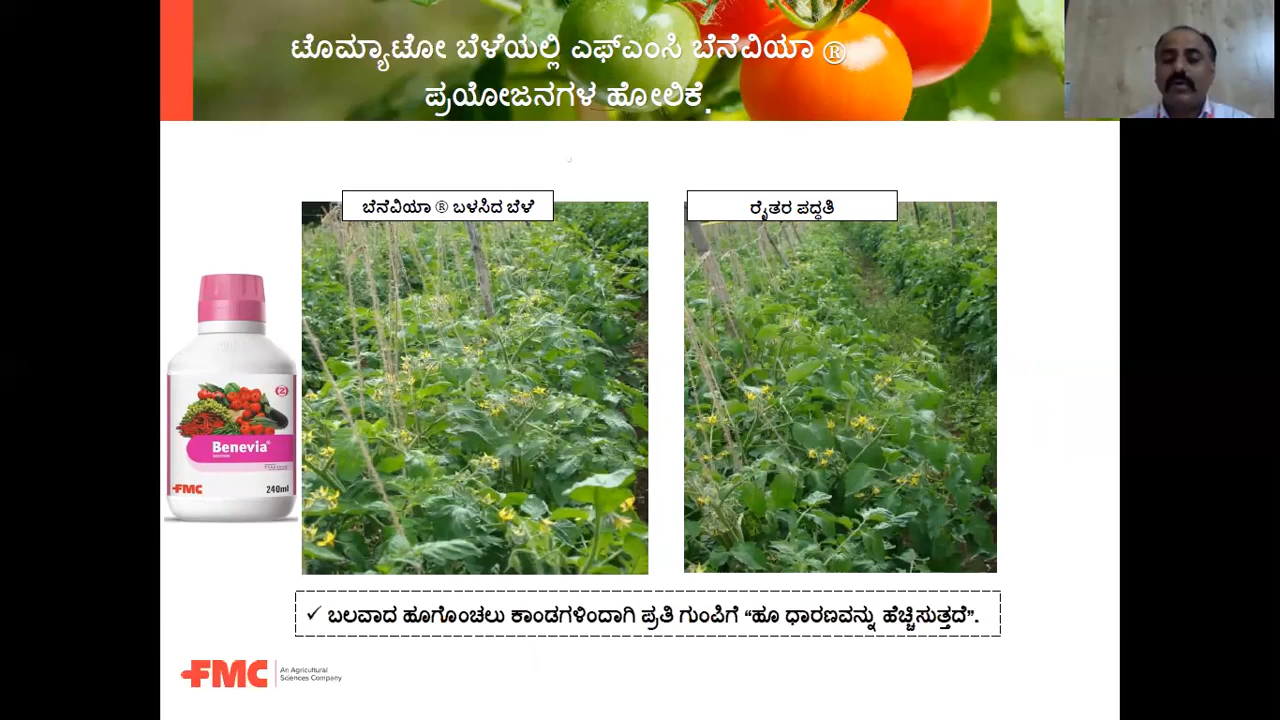 ಟೊಮ್ಯಾಟೋ ಬೆಳೆಯಲ್ಲಿ ಎಫ್ಎಂಸಿ ಬೆನೆವಿಯಾ ®
ಪ್ರಯೋಜನಗಳ ಹೋಲಿಕೆ.
ಬೆನೆವಿಯಾ ® ಬಳಸಿದ ಬೆಳೆ
ರೈತರ ಪದ್ಧತಿ
Benevia®
FMC
240ml
✓ ಬಲವಾದ ಹೂಗೊಂಚಲು ಕಾಂಡಗಳಿಂದಾಗಿ ಪ್ರತಿ ಗುಂಪಿಗೆ “ಹೂ ಧಾರಣವನ್ನು ಹೆಚ್ಚಿಸುತ್ತದೆ”.
FMC
An Agricultural
Sciences Company